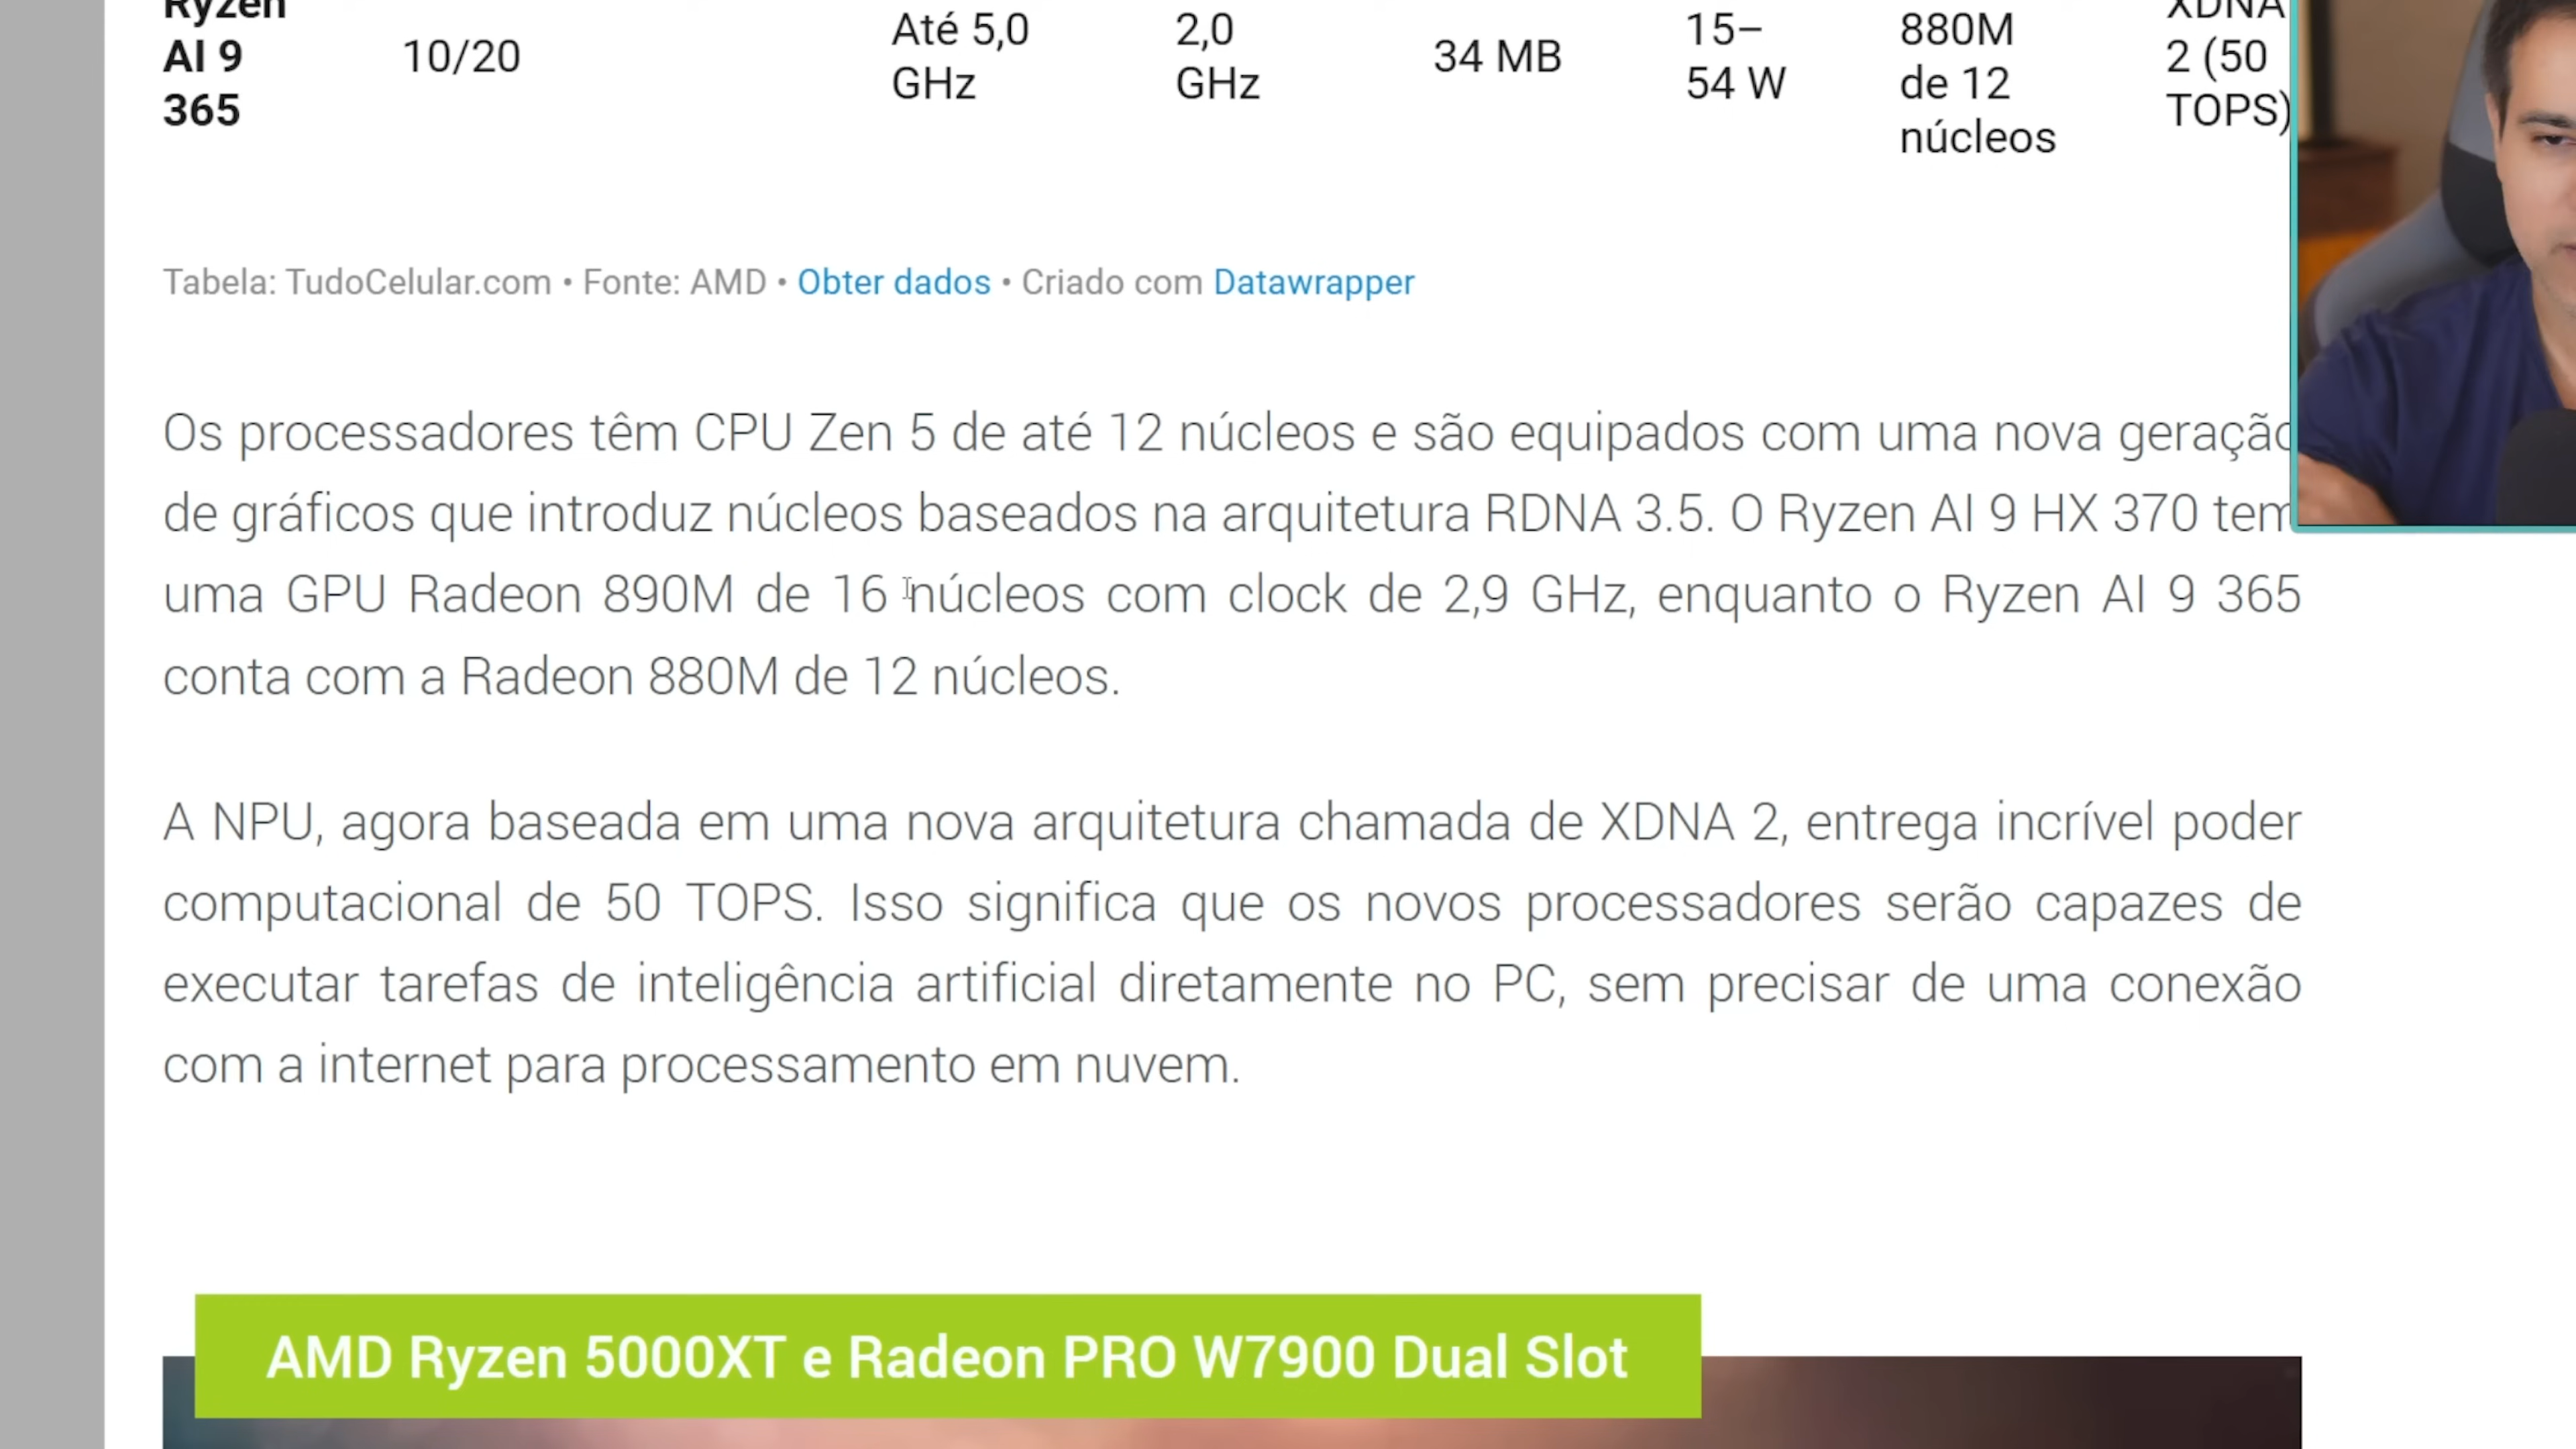 Ryzen
AI 9
365
10/20
Até 5,0
GHz
2,0
GHz
34 MB
15–
54 W
880M
de 12
núcleos
XDNA
2 (50
TOPS)
Tabela: TudoCelular.com • Fonte: AMD • Obter dados • Criado com Datawrapper
Os processadores têm CPU Zen 5 de até 12 núcleos e são equipados com uma nova geração
de gráficos que introduz núcleos baseados na arquitetura RDNA 3.5. O Ryzen AI 9 HX 370 tem
uma GPU Radeon 890M de 16 núcleos com clock de 2,9 GHz, enquanto o Ryzen AI 9 365
conta com a Radeon 880M de 12 núcleos.
A NPU, agora baseada em uma nova arquitetura chamada de XDNA 2, entrega incrível poder
computacional de 50 TOPS. Isso significa que os novos processadores serão capazes de
executar tarefas de inteligência artificial diretamente no PC, sem precisar de uma conexão
com a internet para processamento em nuvem.
AMD Ryzen 5000XT e Radeon PRO W7900 Dual Slot